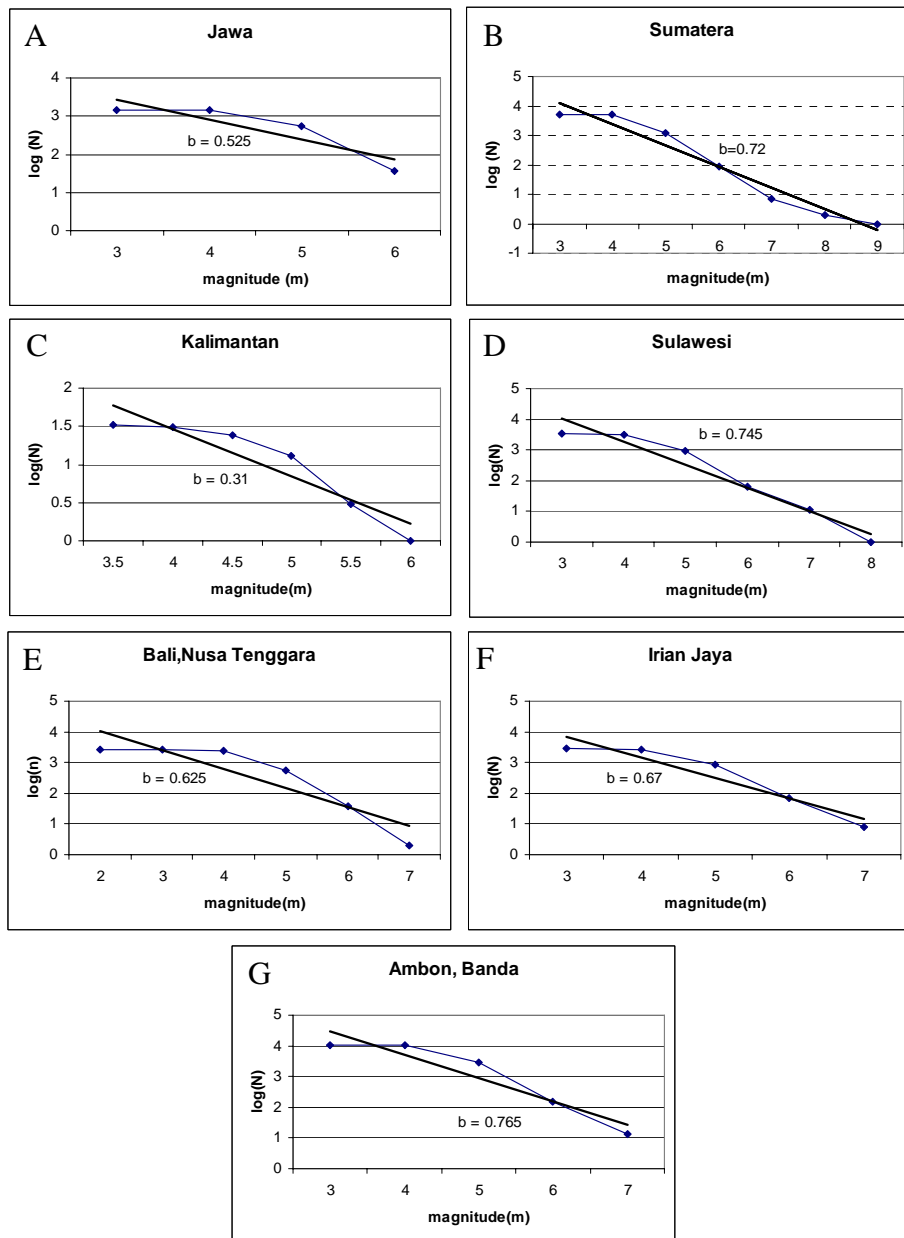 A
Jawa
4
3
2
1
0
log (N)
b = 0.525
3 4 5 6
magnitude (m)
B
Sumatera
5
4
3
2
1
0
-1
log (N)
b=0.72
3 4 5 6 7 8 9
magnitude(m)
C
Kalimantan
2
1.5
1
0.5
0
log(N)
b = 0.31
3.5 4 4.5 5 5.5 6
magnitude(m)
D
Sulawesi
5
4
3
2
1
0
log(N)
b = 0.745
3 4 5 6 7 8
magnitude(m)
E
Bali,Nusa Tenggara
5
4
3
2
1
0
log(n)
b = 0.625
2 3 4 5 6 7
magnitude(m)
F
Irian Jaya
5
4
3
2
1
0
log(N)
b = 0.67
3 4 5 6 7
magnitude(m)
G
Ambon, Banda
5
4
3
2
1
0
log(N)
b = 0.765
3 4 5 6 7
magnitude(m)